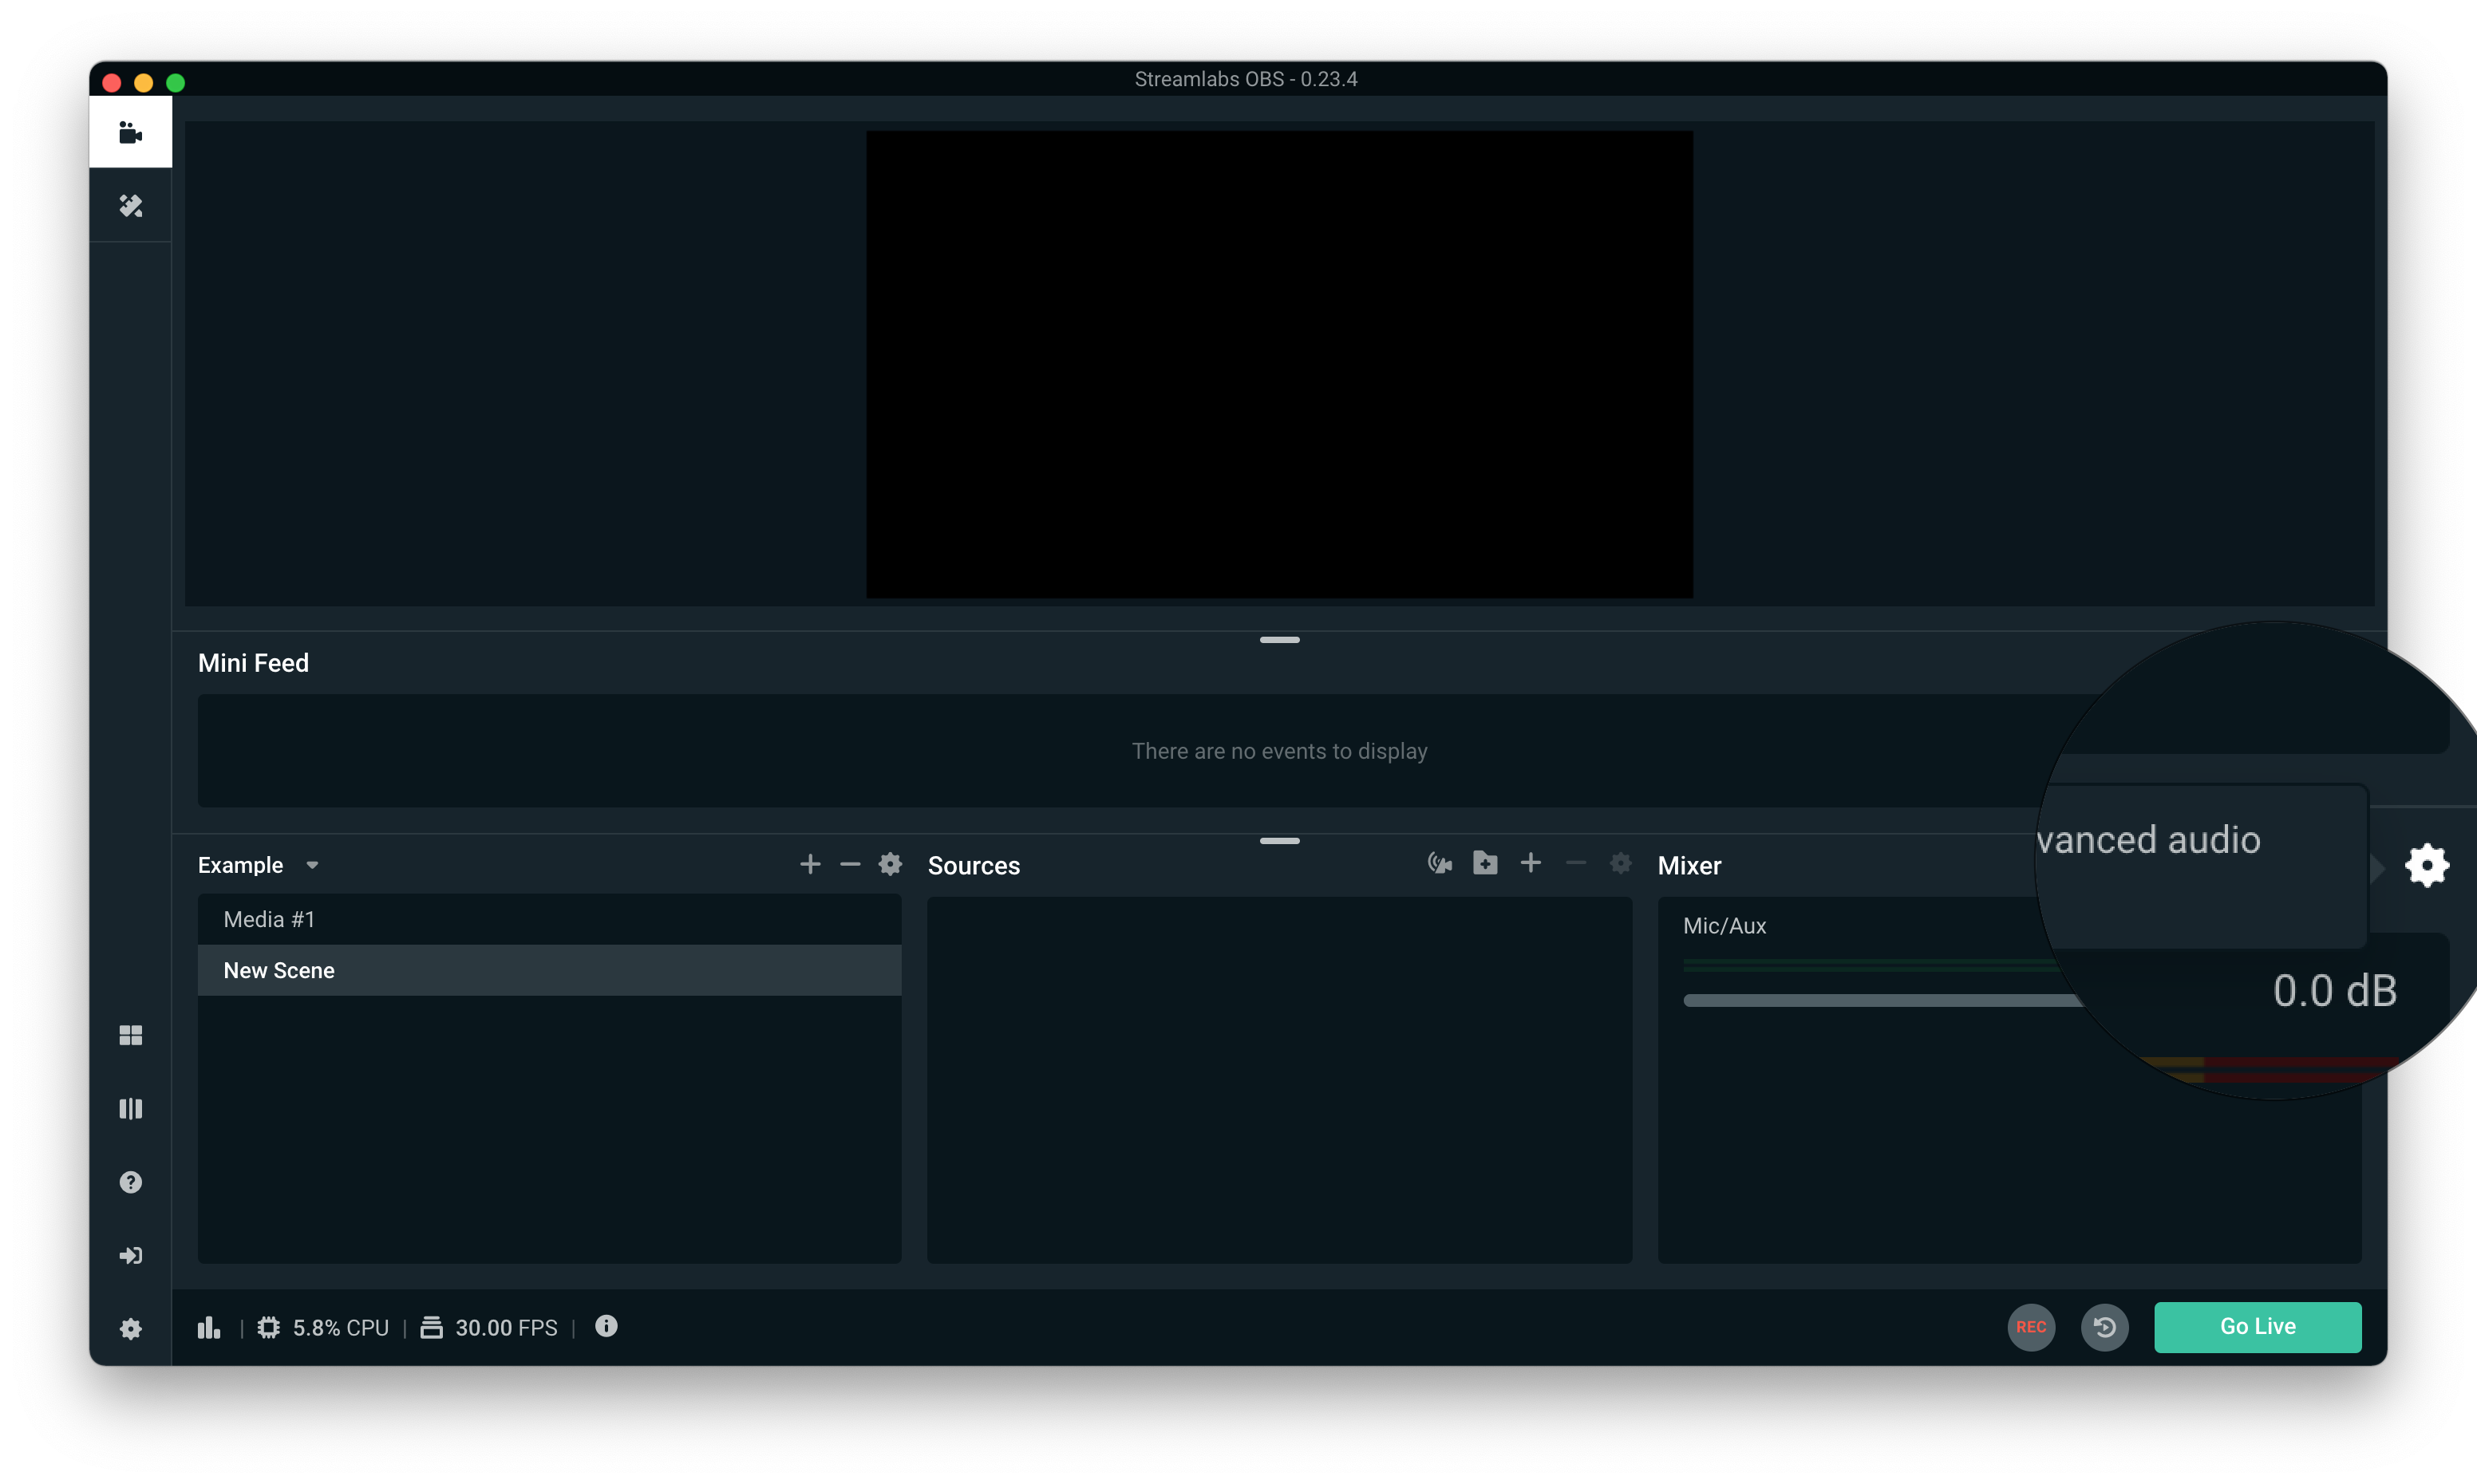 Streamlabs OBS - 0.23.4
Mini Feed
There are no events to display
Example
Sources
Mixer
audio
Media #1
New Scene
Mic/Aux
0.0 dB
5.8% CPU
30.00 FPS
REC
Go Live